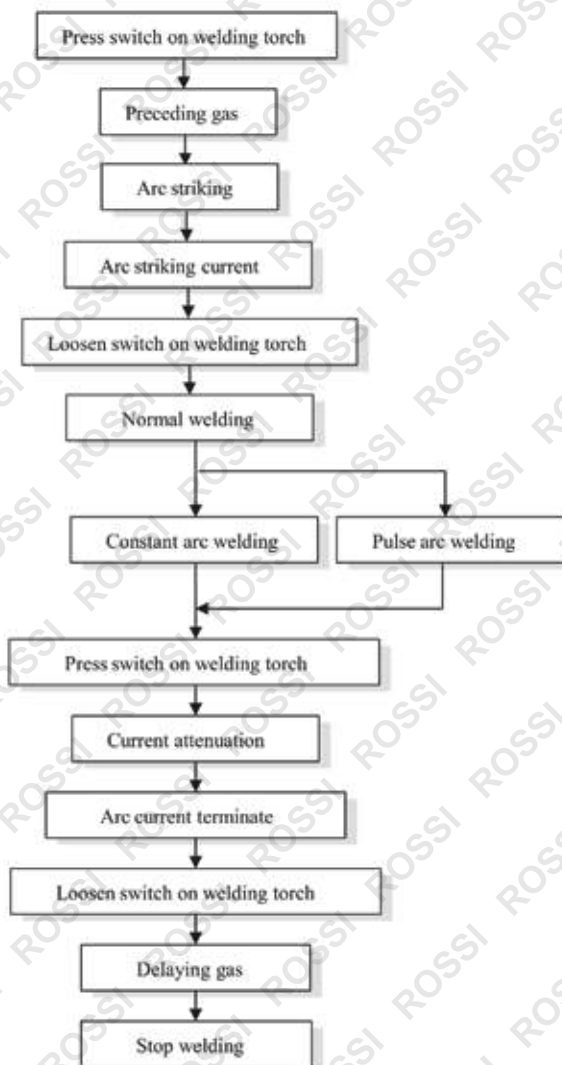 Press switch on welding torch
Preceding gas
Arc striking
Arc striking current
Loosen switch on welding torch
Normal welding
Constant arc welding
Pulse arc welding
Press switch on welding torch
Current attenuation
Arc current terminate
Loosen switch on welding torch
Delaying gas
Stop welding
ROSSI